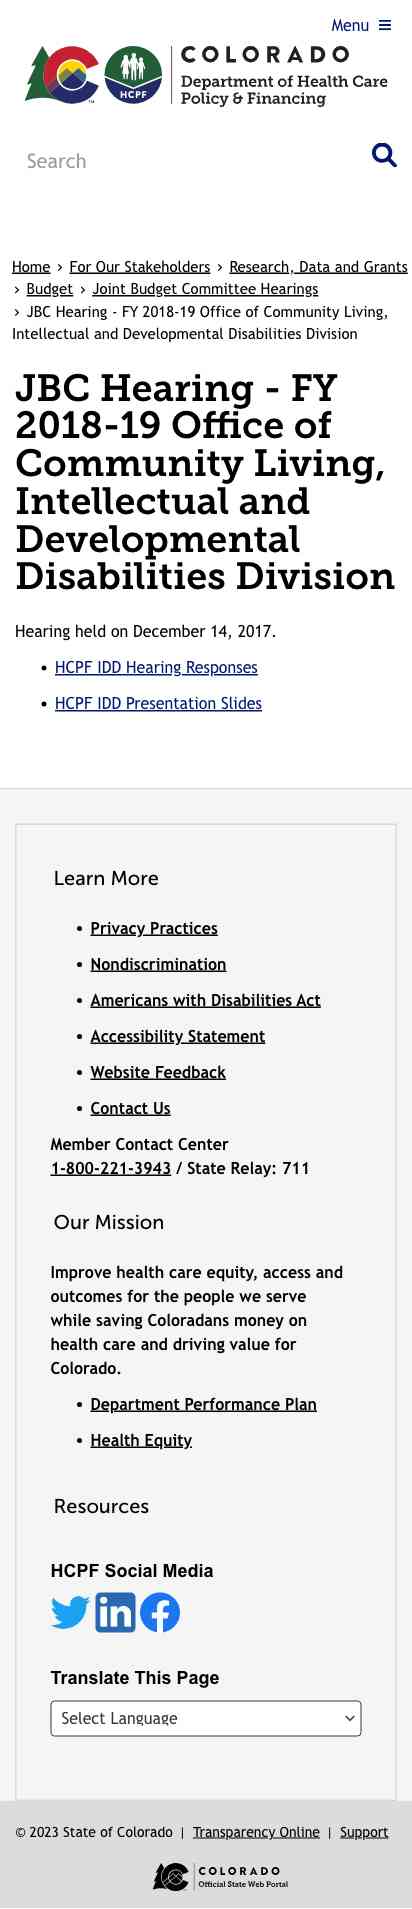 Menu
COLORADO
Department of Health Care
Policy & Financing
HCPF
™
Search
Home › For Our Stakeholders › Research, Data and Grants
› Budget › Joint Budget Committee Hearings
› JBC Hearing - FY 2018-19 Office of Community Living,
Intellectual and Developmental Disabilities Division
JBC Hearing - FY
2018-19 Office of
Community Living,
Intellectual and
Developmental
Disabilities Division
Hearing held on December 14, 2017.
• HCPF IDD Hearing Responses
• HCPF IDD Presentation Slides
Learn More
• Privacy Practices
• Nondiscrimination
• Americans with Disabilities Act
• Accessibility Statement
• Website Feedback
• Contact Us
Member Contact Center
1-800-221-3943 / State Relay: 711
Our Mission
Improve health care equity, access and
outcomes for the people we serve
while saving Coloradans money on
health care and driving value for
Colorado.
• Department Performance Plan
• Health Equity
Resources
HCPF Social Media
Translate This Page
Select Language
© 2023 State of Colorado | Transparency Online | Support
COLORADO
Official State Web Portal